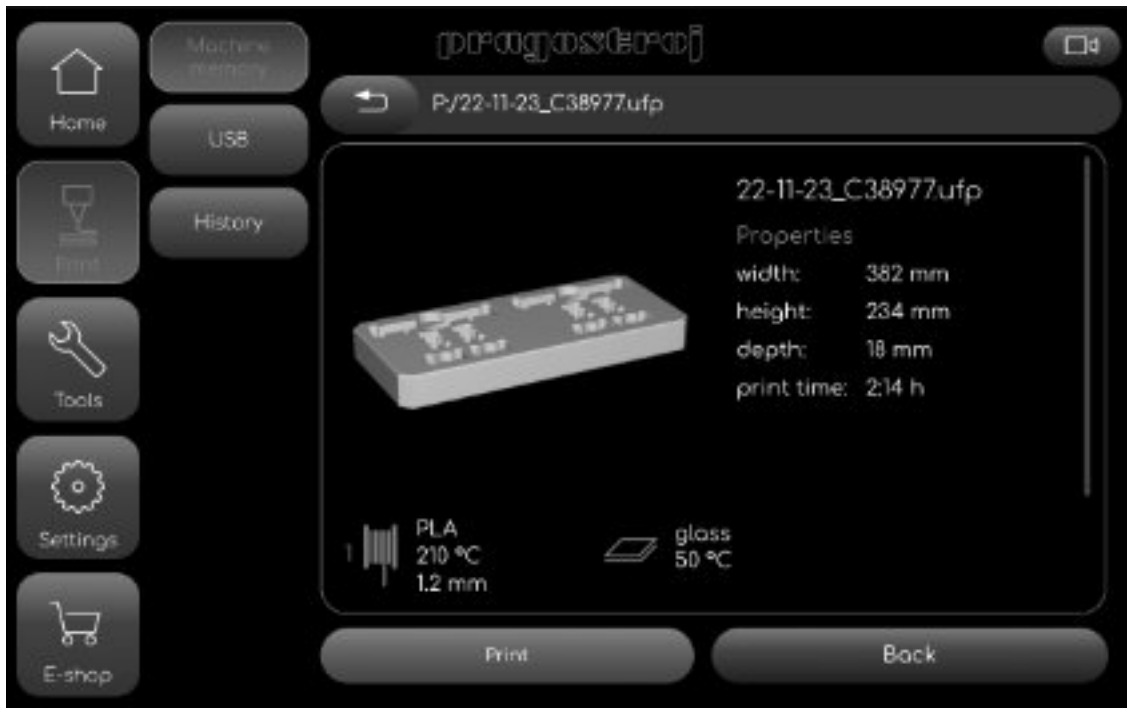 Home
Print
Tools
Settings
E-shop
Machine
memory
USB
History
P:/22-11-23_C38977.ufp
22-11-23_C38977.ufp
Properties
width: 382 mm
height: 234 mm
depth: 18 mm
print time: 2:14 h
1
PLA
210 °C
1.2 mm
glass
50 °C
Print
Back